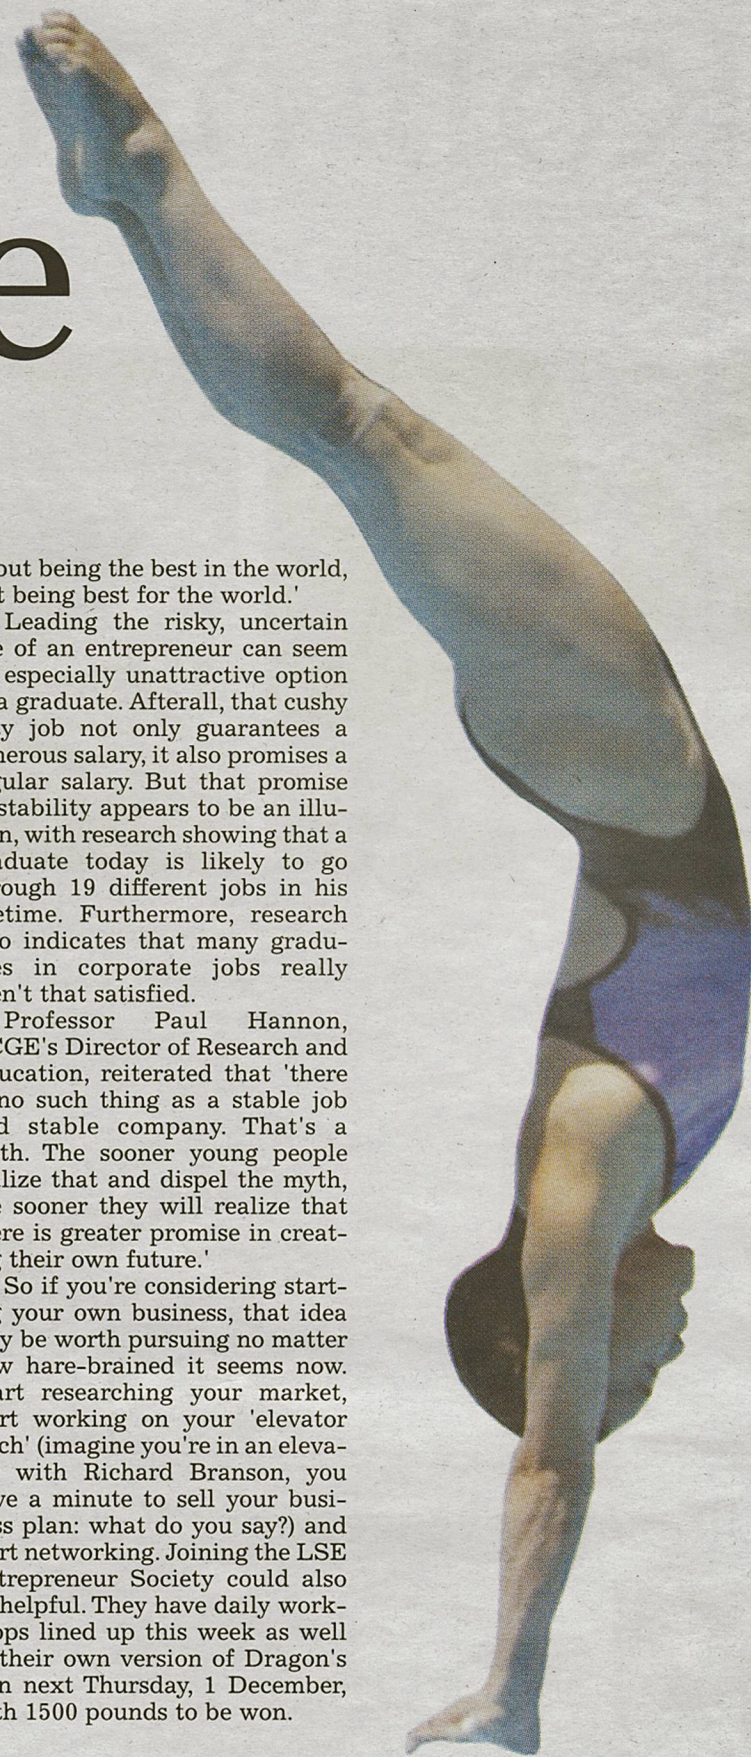 e
out being the best in the world,
t being best for the world.'
Leading the risky, uncertain
e of an entrepreneur can seem
especially unattractive option
a graduate. Afterall, that cushy
y job not only guarantees a
nerous salary, it also promises a
gular salary. But that promise
stability appears to be an illu-
n, with research showing that a
aduate today is likely to go
rough 19 different jobs in his
etime. Furthermore, research
o indicates that many gradu-
es in corporate jobs really
en't that satisfied.
Professor Paul Hannon,
CGE's Director of Research and
ucation, reiterated that 'there
no such thing as a stable job
d stable company. That's a
th. The sooner young people
alize that and dispel the myth,
e sooner they will realize that
ere is greater promise in creat-
g their own future.'
So if you're considering start-
g your own business, that idea
y be worth pursuing no matter
w hare-brained it seems now.
art researching your market,
rt working on your 'elevator
ch' (imagine you're in an eleva-
with Richard Branson, you
ve a minute to sell your busi-
ss plan: what do you say?) and
rt networking. Joining the LSE
trepreneur Society could also
helpful. They have daily work-
ops lined up this week as well
their own version of Dragon's
n next Thursday, 1 December,
th 1500 pounds to be won.